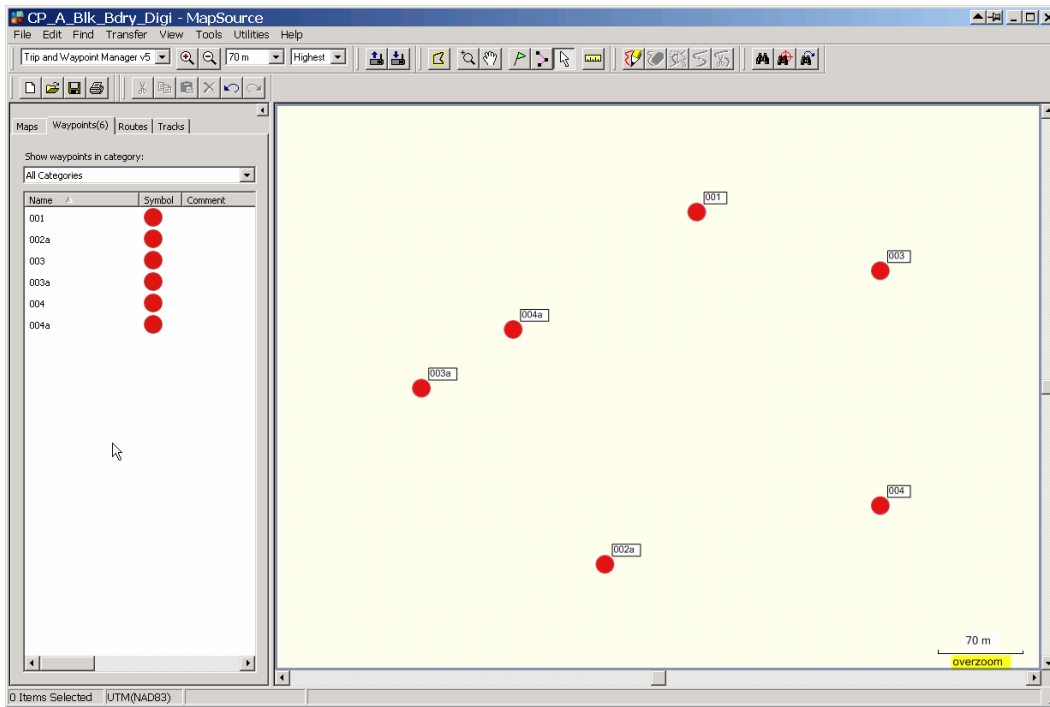 CP_A_Blk_Bdry_Digi - MapSource
File Edit Find Transfer View Tools Utilities Help
Trip and Waypoint Manager v5 70 m Highest
Maps Waypoints(6) Routes Tracks
Show waypoints in category:
All Categories
Name Symbol Comment
001
002a
003
003a
004
004a
001
003
004a
003a
004
002a
70 m
overzoom
0 Items Selected UTM(NAD83)